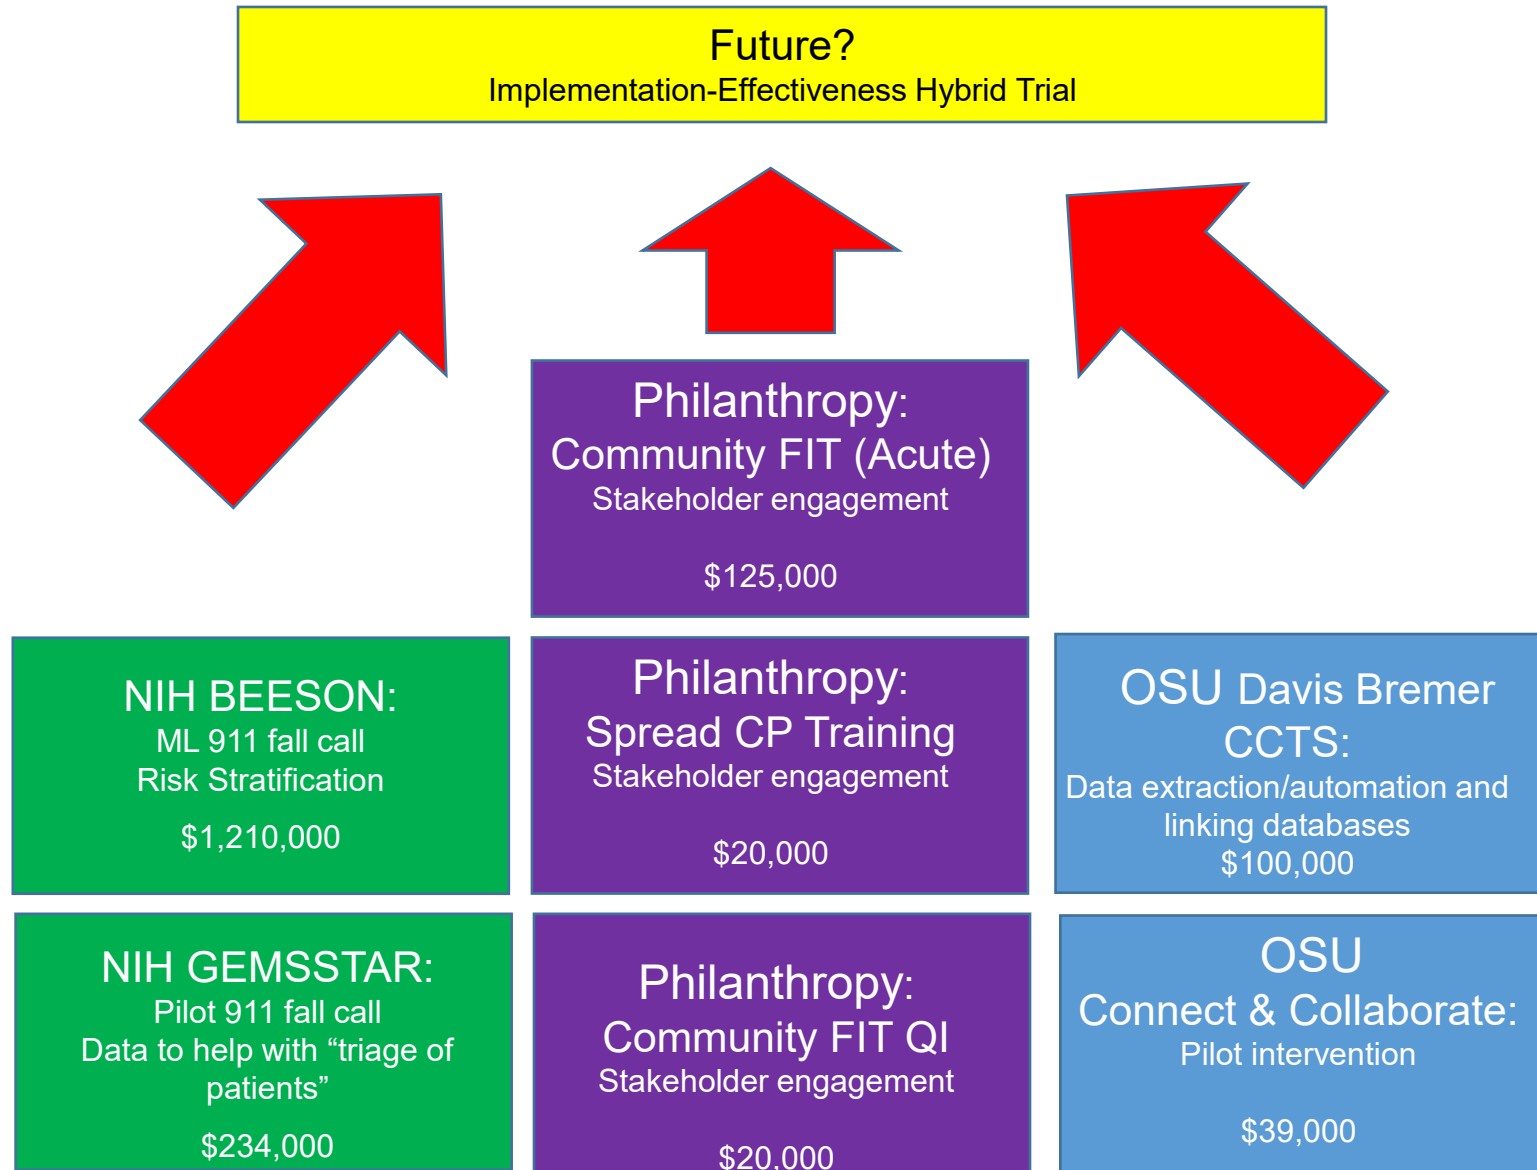 Future?
Implementation-Effectiveness Hybrid Trial
Philanthropy:
Community FIT (Acute)
Stakeholder engagement
$125,000
NIH BEESON:
ML 911 fall call
Risk Stratification
$1,210,000
Philanthropy:
Spread CP Training
Stakeholder engagement
$20,000
OSU Davis Bremer
CCTS:
Data extraction/automation and
linking databases
$100,000
NIH GEMSSTAR:
Pilot 911 fall call
Data to help with “triage of
patients”
$234,000
Philanthropy:
Community FIT QI
Stakeholder engagement
$20,000
OSU
Connect & Collaborate:
Pilot intervention
$39,000